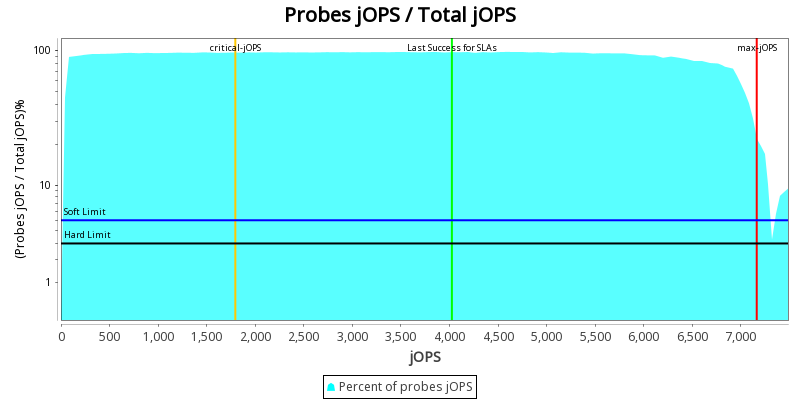 Probes jOPS / Total jOPS
(Probes jOPS / Total jOPS)%
100
10
1
critical-jOPS
Last Success for SLAs
max-jOPS
Soft Limit
Hard Limit
0 500 1,000 1,500 2,000 2,500 3,000 3,500 4,000 4,500 5,000 5,500 6,000 6,500 7,000
jOPS
Percent of probes jOPS